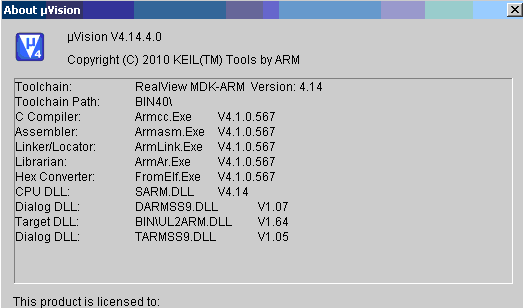 About µVision
µVision V4.14.4.0
Copyright (C) 2010 KEIL(TM) Tools by ARM
Toolchain: RealView MDK-ARM Version: 4.14
Toolchain Path: BIN40\
C Compiler: Armcc.Exe V4.1.0.567
Assembler: Armasm.Exe V4.1.0.567
Linker/Locator: ArmLink.Exe V4.1.0.567
Librarian: ArmAr.Exe V4.1.0.567
Hex Converter: FromElf.Exe V4.1.0.567
CPU DLL: SARM.DLL V4.14
Dialog DLL: DARMSS9.DLL V1.07
Target DLL: BIN\UL2ARM.DLL V1.64
Dialog DLL: TARMSS9.DLL V1.05
This product is licensed to: